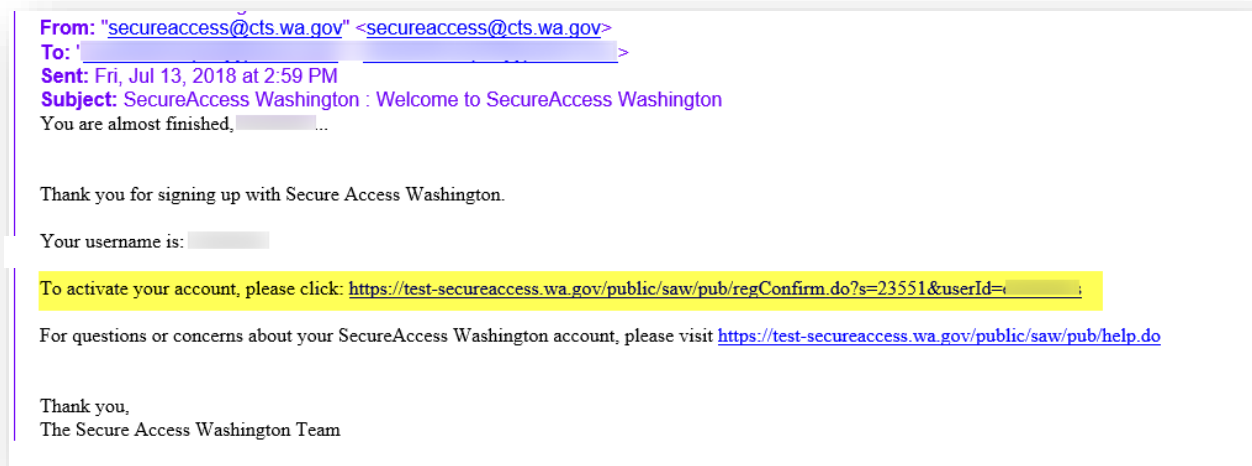 From: "secureaccess@cts.wa.gov" <secureaccess@cts.wa.gov>
To: ' >
Sent: Fri, Jul 13, 2018 at 2:59 PM
Subject: SecureAccess Washington : Welcome to SecureAccess Washington
You are almost finished, ...
Thank you for signing up with Secure Access Washington.
Your username is:
To activate your account, please click: https://test-secureaccess.wa.gov/public/saw/pub/regConfirm.do?s=23551&userId=
For questions or concerns about your SecureAccess Washington account, please visit https://test-secureaccess.wa.gov/public/saw/pub/help.do
Thank you,
The Secure Access Washington Team